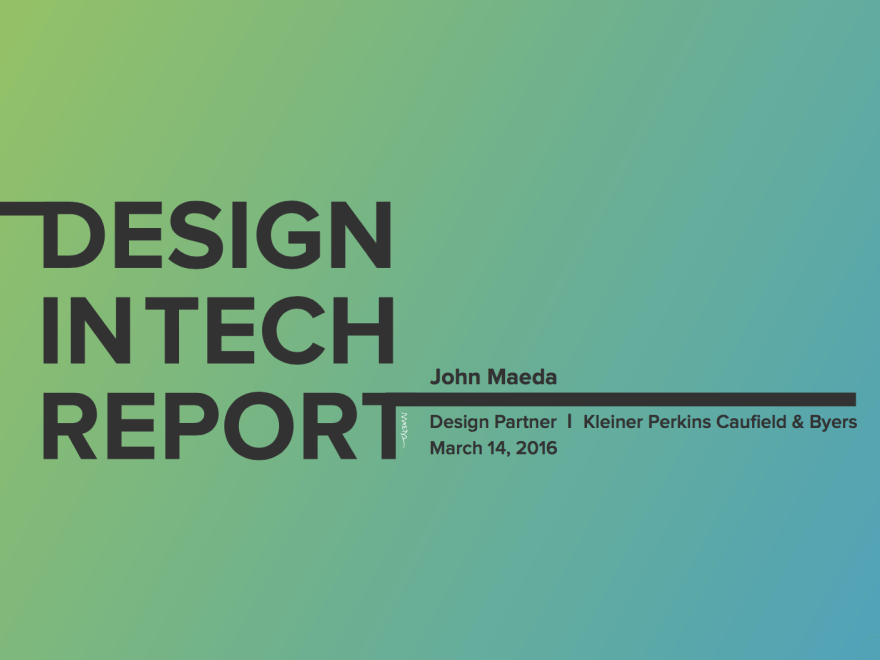 DESIGN
IN TECH
REPORT
John Maeda
Design Partner | Kleiner Perkins Caufield & Byers
March 14, 2016